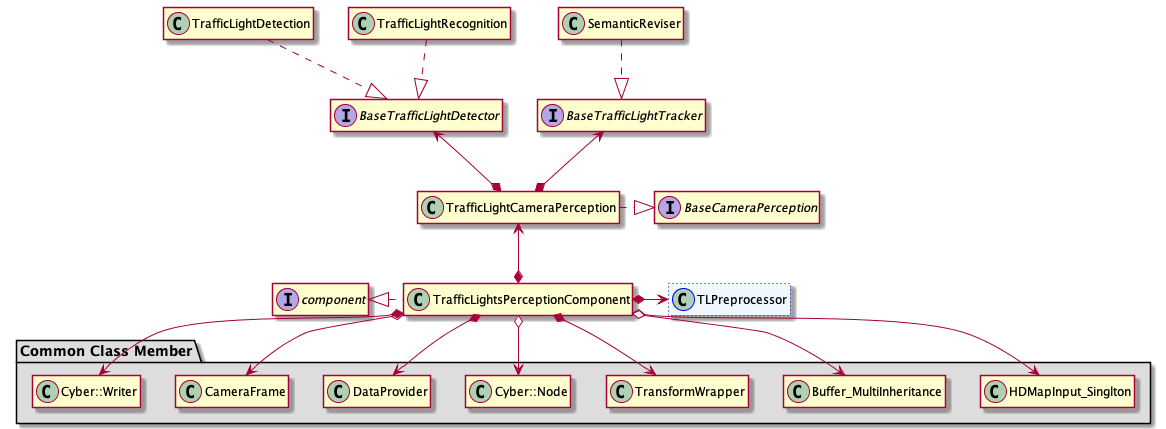 C TrafficLightDetection
C TrafficLightRecognition
C SemanticReviser
I BaseTrafficLightDetector
I BaseTrafficLightTracker
C TrafficLightCameraPerception
I BaseCameraPerception
I component
C TrafficLightsPerceptionComponent
C TLPreprocessor
Common Class Member
C Cyber::Writer
C CameraFrame
C DataProvider
C Cyber::Node
C TransformWrapper
C Buffer_MultiInheritance
C HDMapInput_Singlton